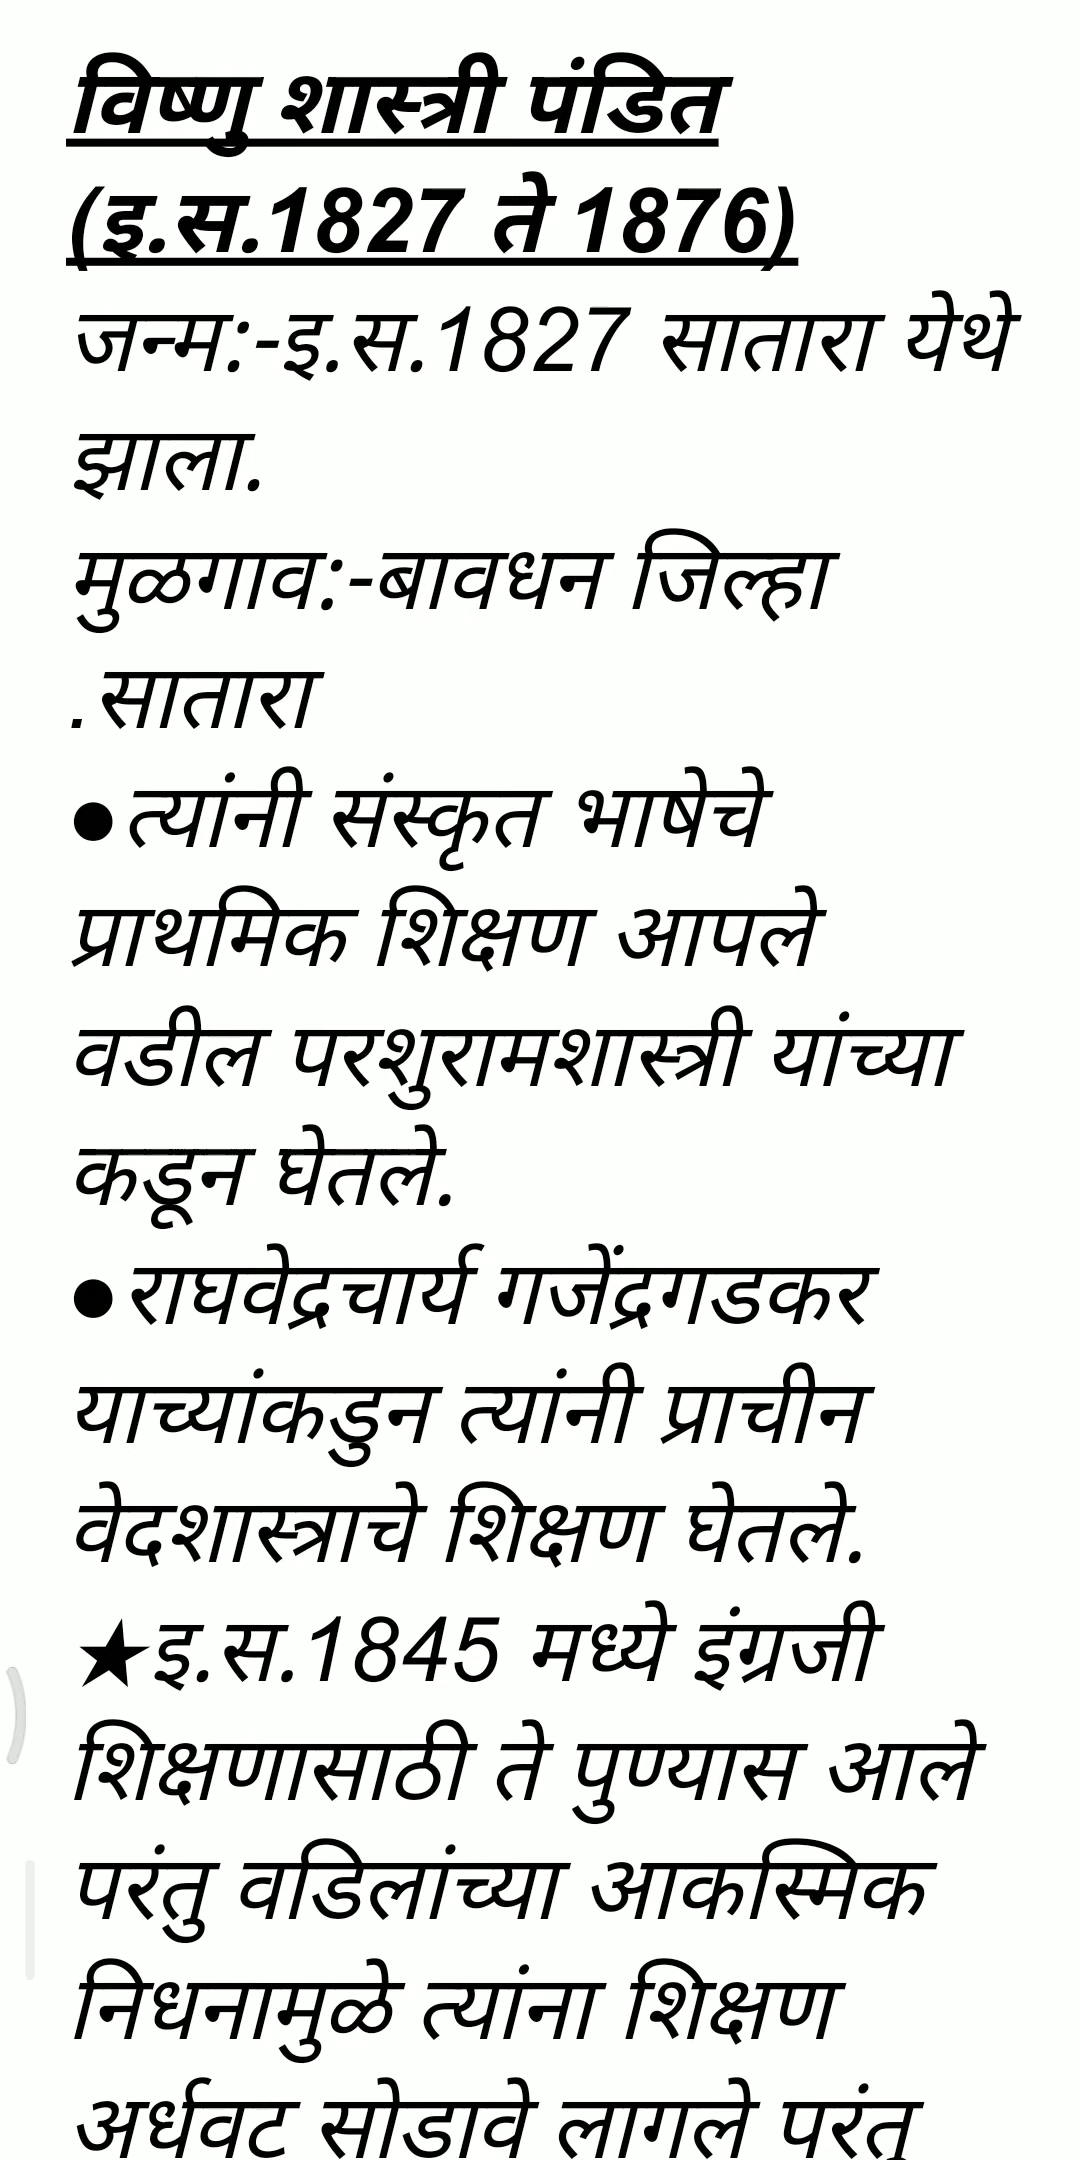 विष्णु शास्त्री पंडित
(इ.स.1827 ते 1876)
जन्म:-इ.स.1827 सातारा येथे
झाला.
मुळगाव:-बावधन जिल्हा
.सातारा
●त्यांनी संस्कृत भाषेचे
प्राथमिक शिक्षण आपले
वडील परशुरामशास्त्री यांच्या
कडून घेतले.
●राघवेद्रचार्य गजेंद्रगडकर
याच्यांकडुन त्यांनी प्राचीन
वेदशास्त्राचे शिक्षण घेतले.
★इ.स.1845 मध्ये इंग्रजी
शिक्षणासाठी ते पुण्यास आले
परंतु वडिलांच्या आकस्मिक
निधनामुळे त्यांना शिक्षण
अर्धवट सोडावे लागले परंतु